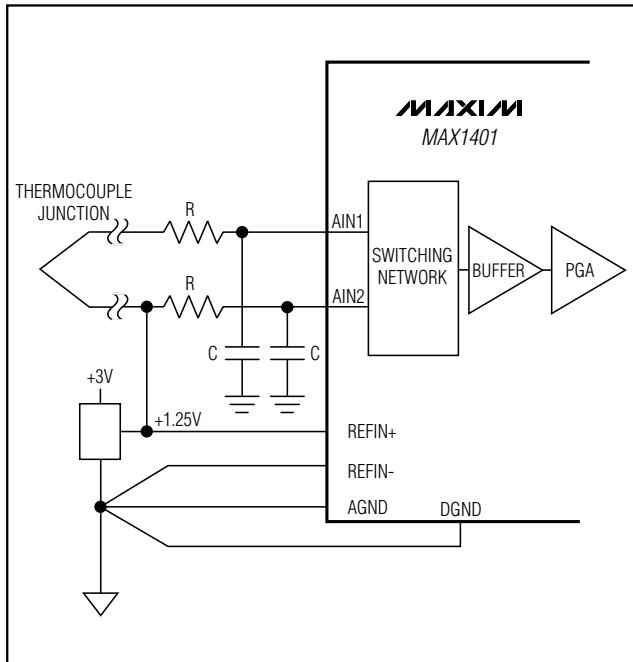 MAXIM
MAX1401
THERMOCOUPLE
JUNCTION
R
AIN1
SWITCHING
NETWORK
BUFFER
PGA
R
AIN2
C
C
+3V
+1.25V
REFIN+
REFIN-
AGND
DGND